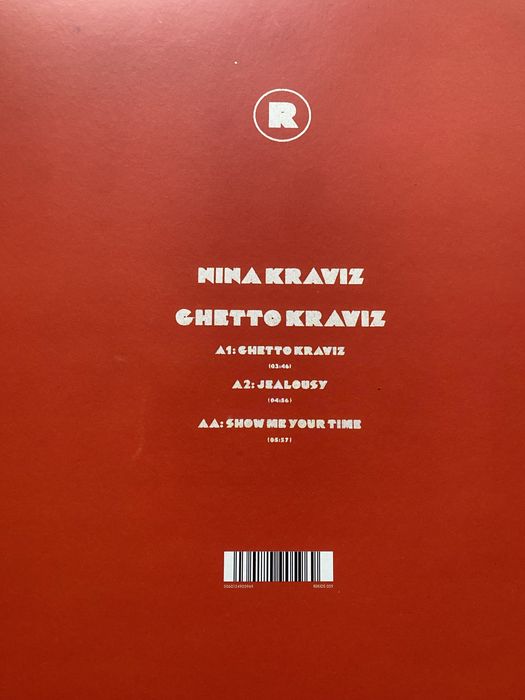 R
NINA KRAVIZ
GHETTO KRAVIZ
A1: GHETTO KRAVIZ
(03:46)
A2: JEALOUSY
(04:56)
AA: SHOW ME YOUR TIME
(05:57)